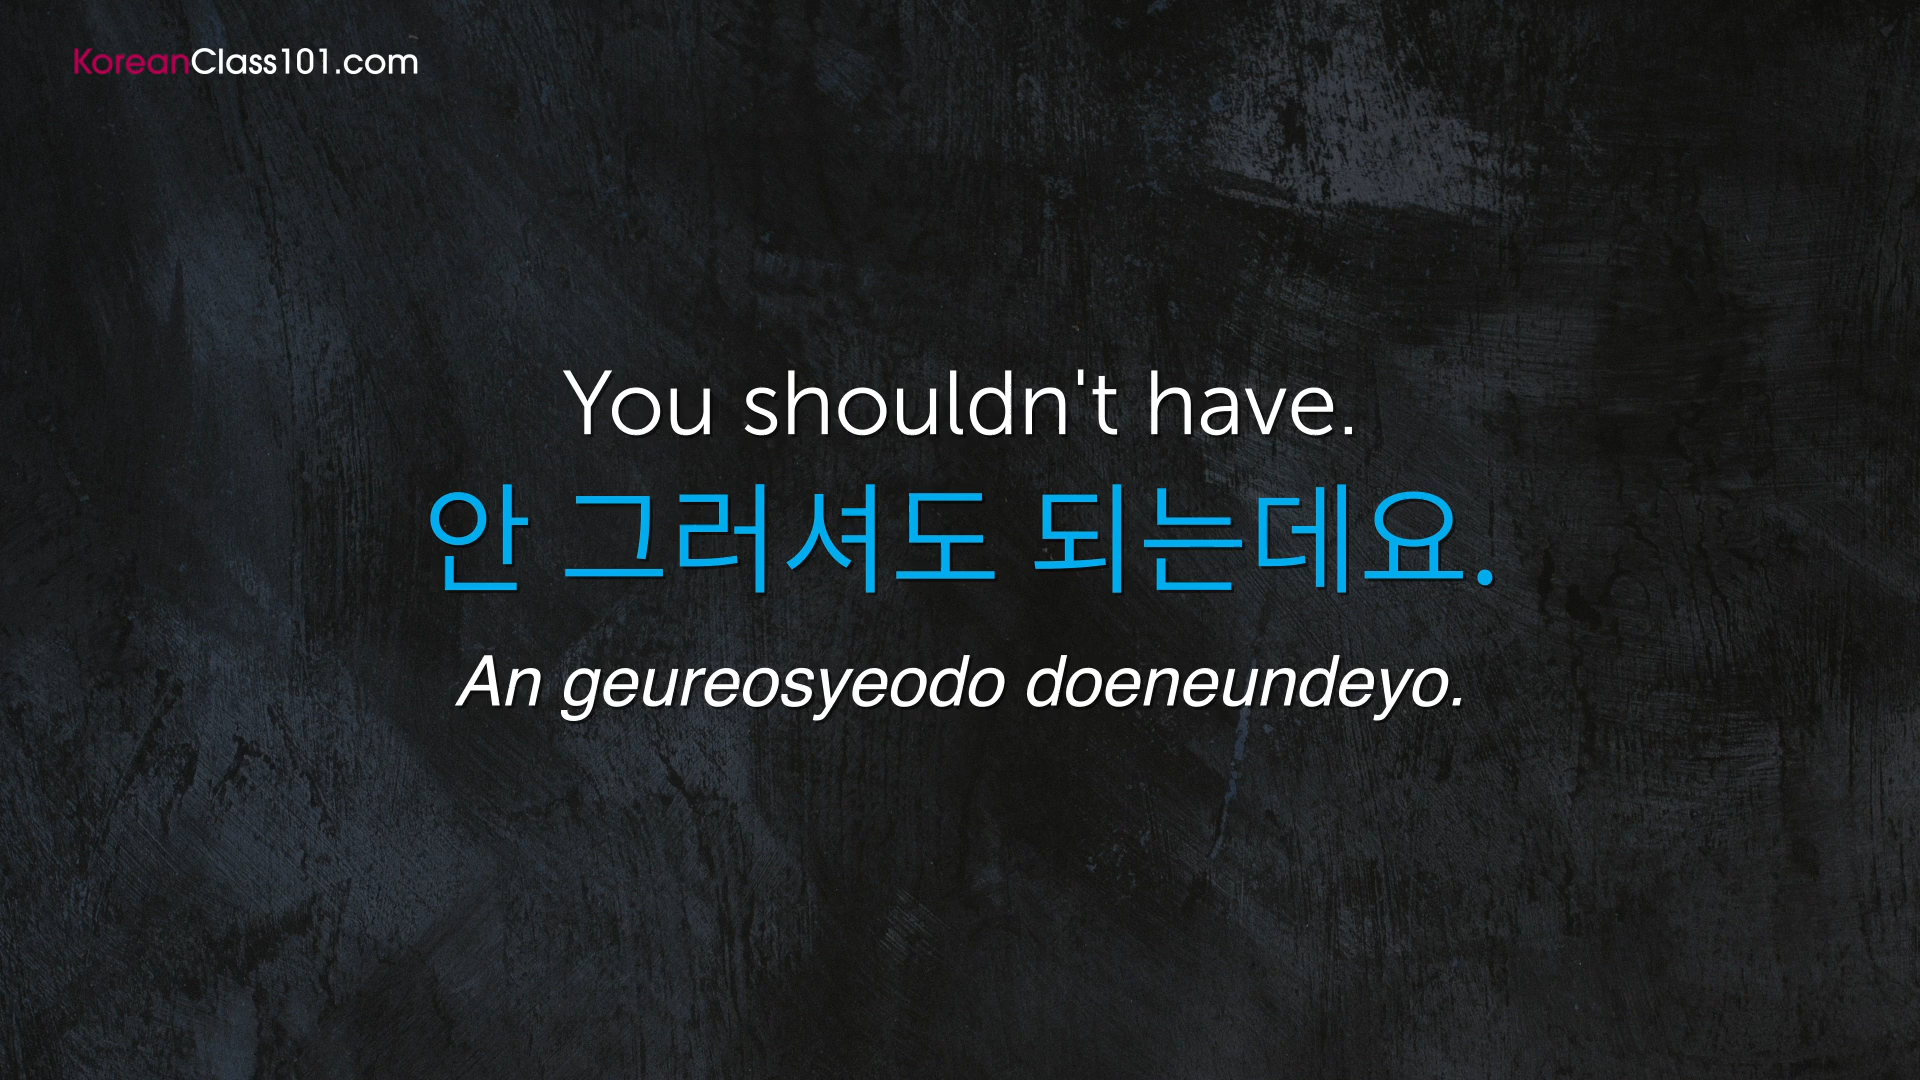 KoreanClass101.com
You shouldn't have.
안 그러셔도 되는데요.
An geureosyeodo doeneundeyo.